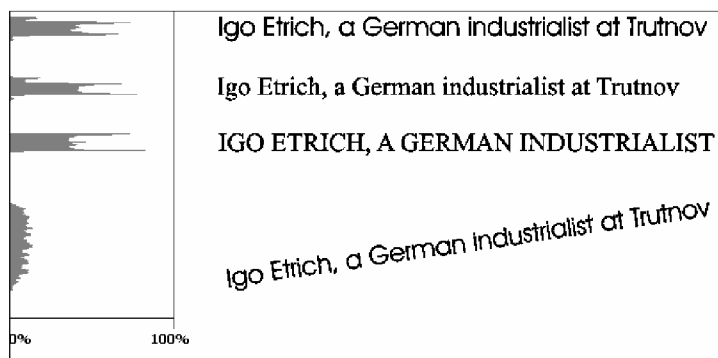 Igo Etrich, a German industrialist at Trutnov
Igo Etrich, a German industrialist at Trutnov
IGO ETRICH, A GERMAN INDUSTRIALIST
Igo Etrich, a German industrialist at Trutnov
0% 100%